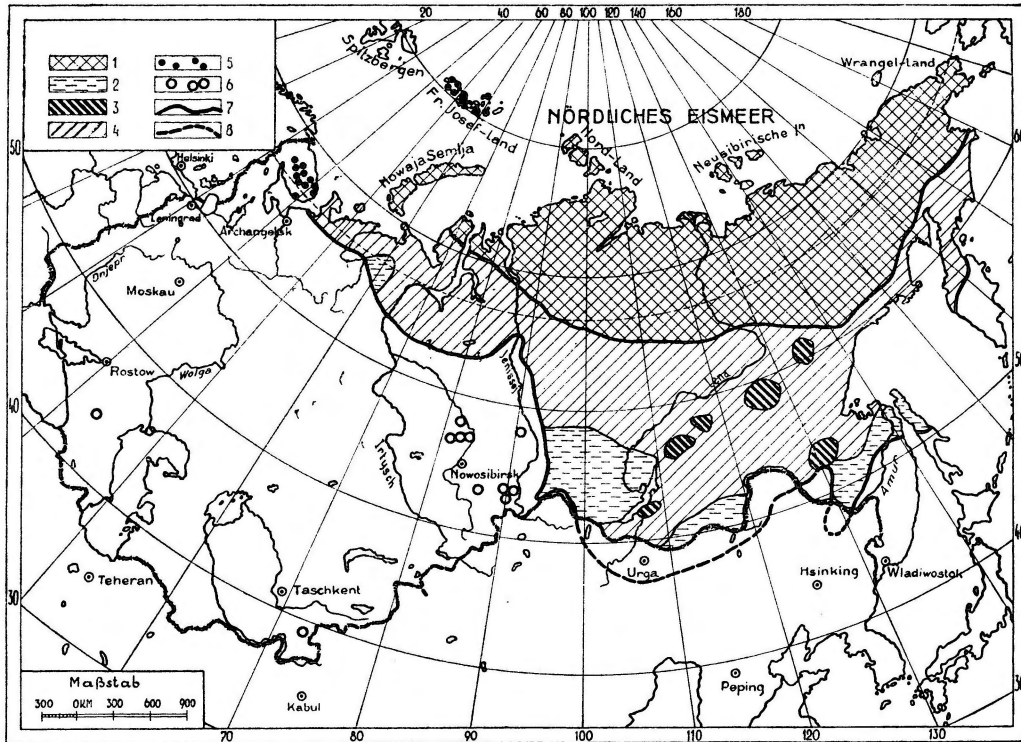 20 40 60 80 100 120 140 160 180
1 5
2 6
3 7
4 8
Spitzbergen
Fr. Josef-Land
Wrangel-land
NÖRDLICHES EISMEER
Nord-Land
Neusibirische In
Nowaja Semlja
50
60
Helsinki
Leningrad
Archangelsk
Dnjepr
Moskau
Rostow
Wolga
Jenissei
Lena
Irtysch
Nowosibirsk
Amur
40
50
Teheran
Taschkent
Urga
Hsinking
Wladiwostok
40
30
Maßstab
300 0KM 300 600 900
Kabul
Peping
70 80 90 100 110 120 130